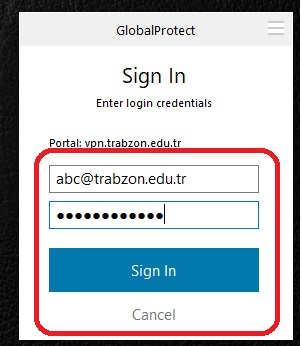 GlobalProtect
Sign In
Enter login credentials
Portal: vpn.trabzon.edu.tr
abc@trabzon.edu.tr
●●●●●●●●●●●●
Sign In
Cancel